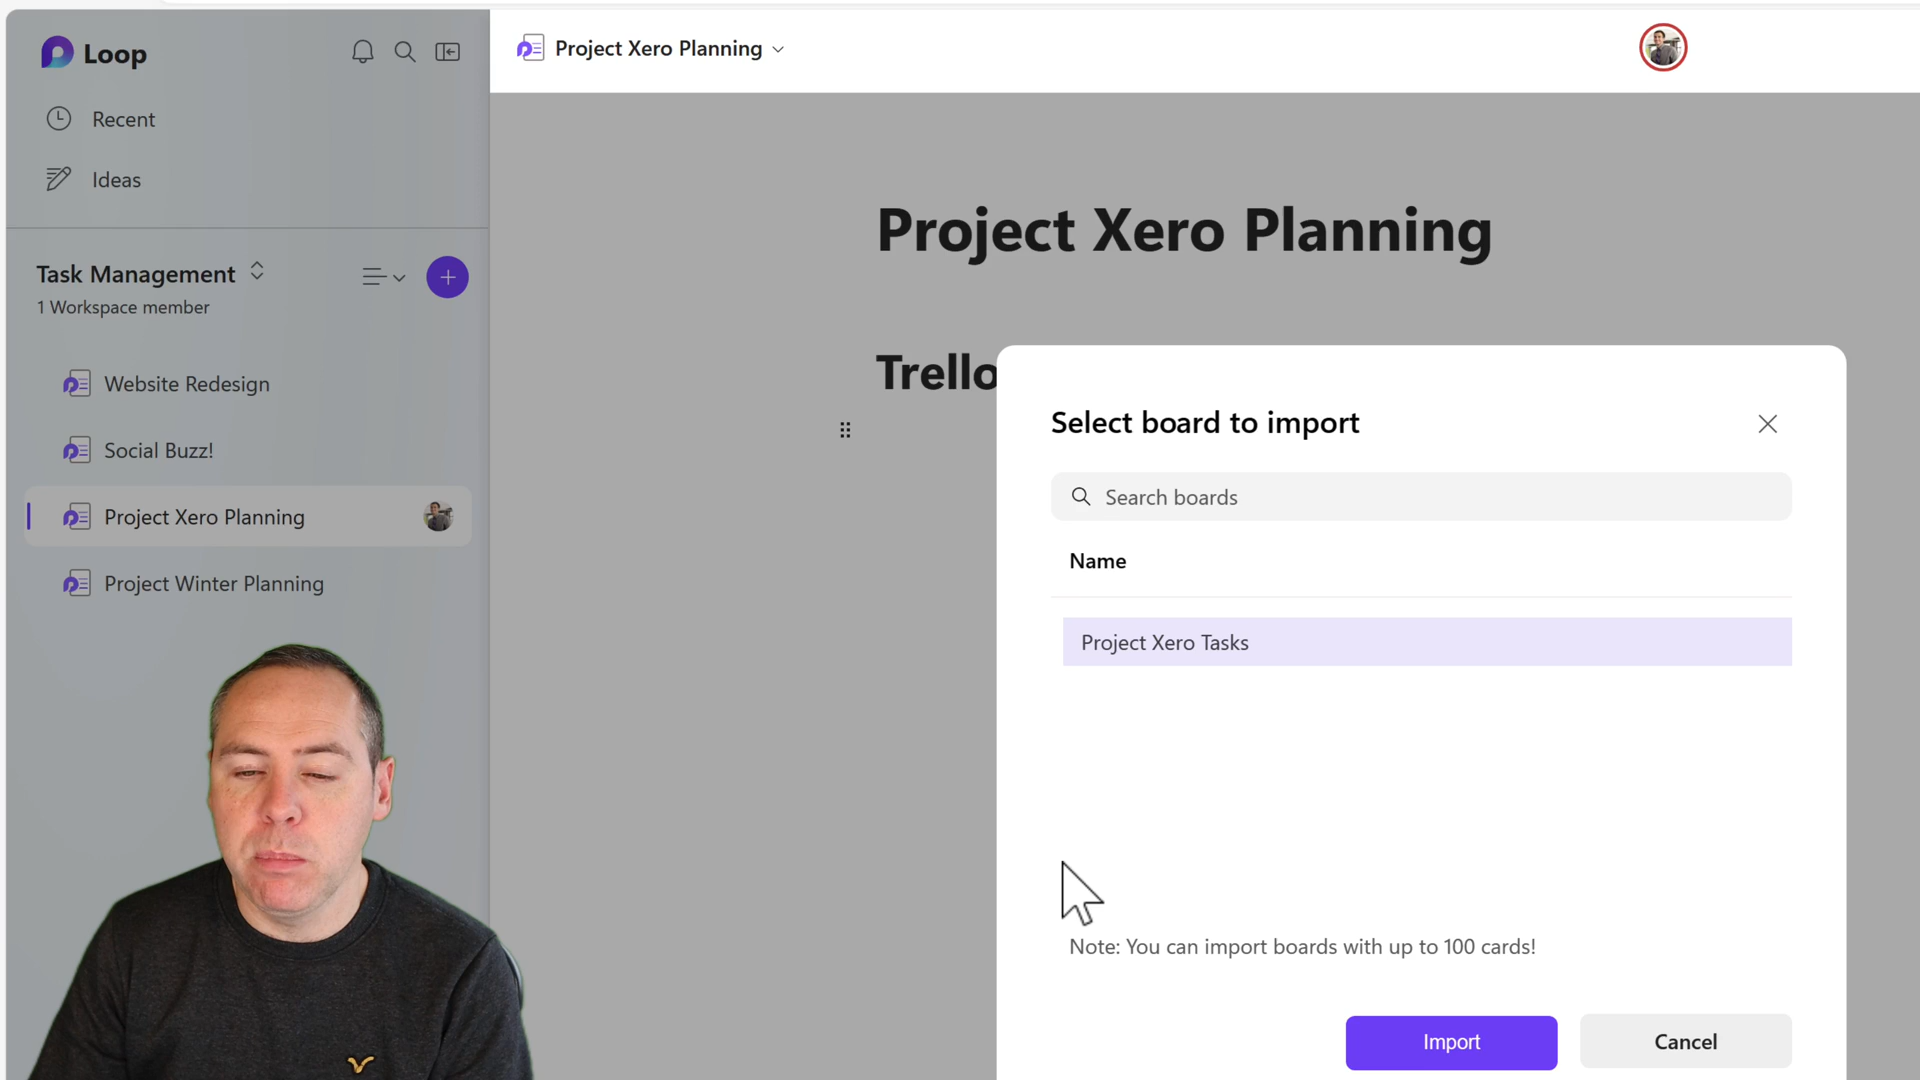 Loop
Recent
Ideas
Task Management
1 Workspace member
Website Redesign
Social Buzz!
Project Xero Planning
Project Winter Planning
Project Xero Planning
Project Xero Planning
Trello
Select board to import
Search boards
Name
Project Xero Tasks
Note: You can import boards with up to 100 cards!
Import
Cancel